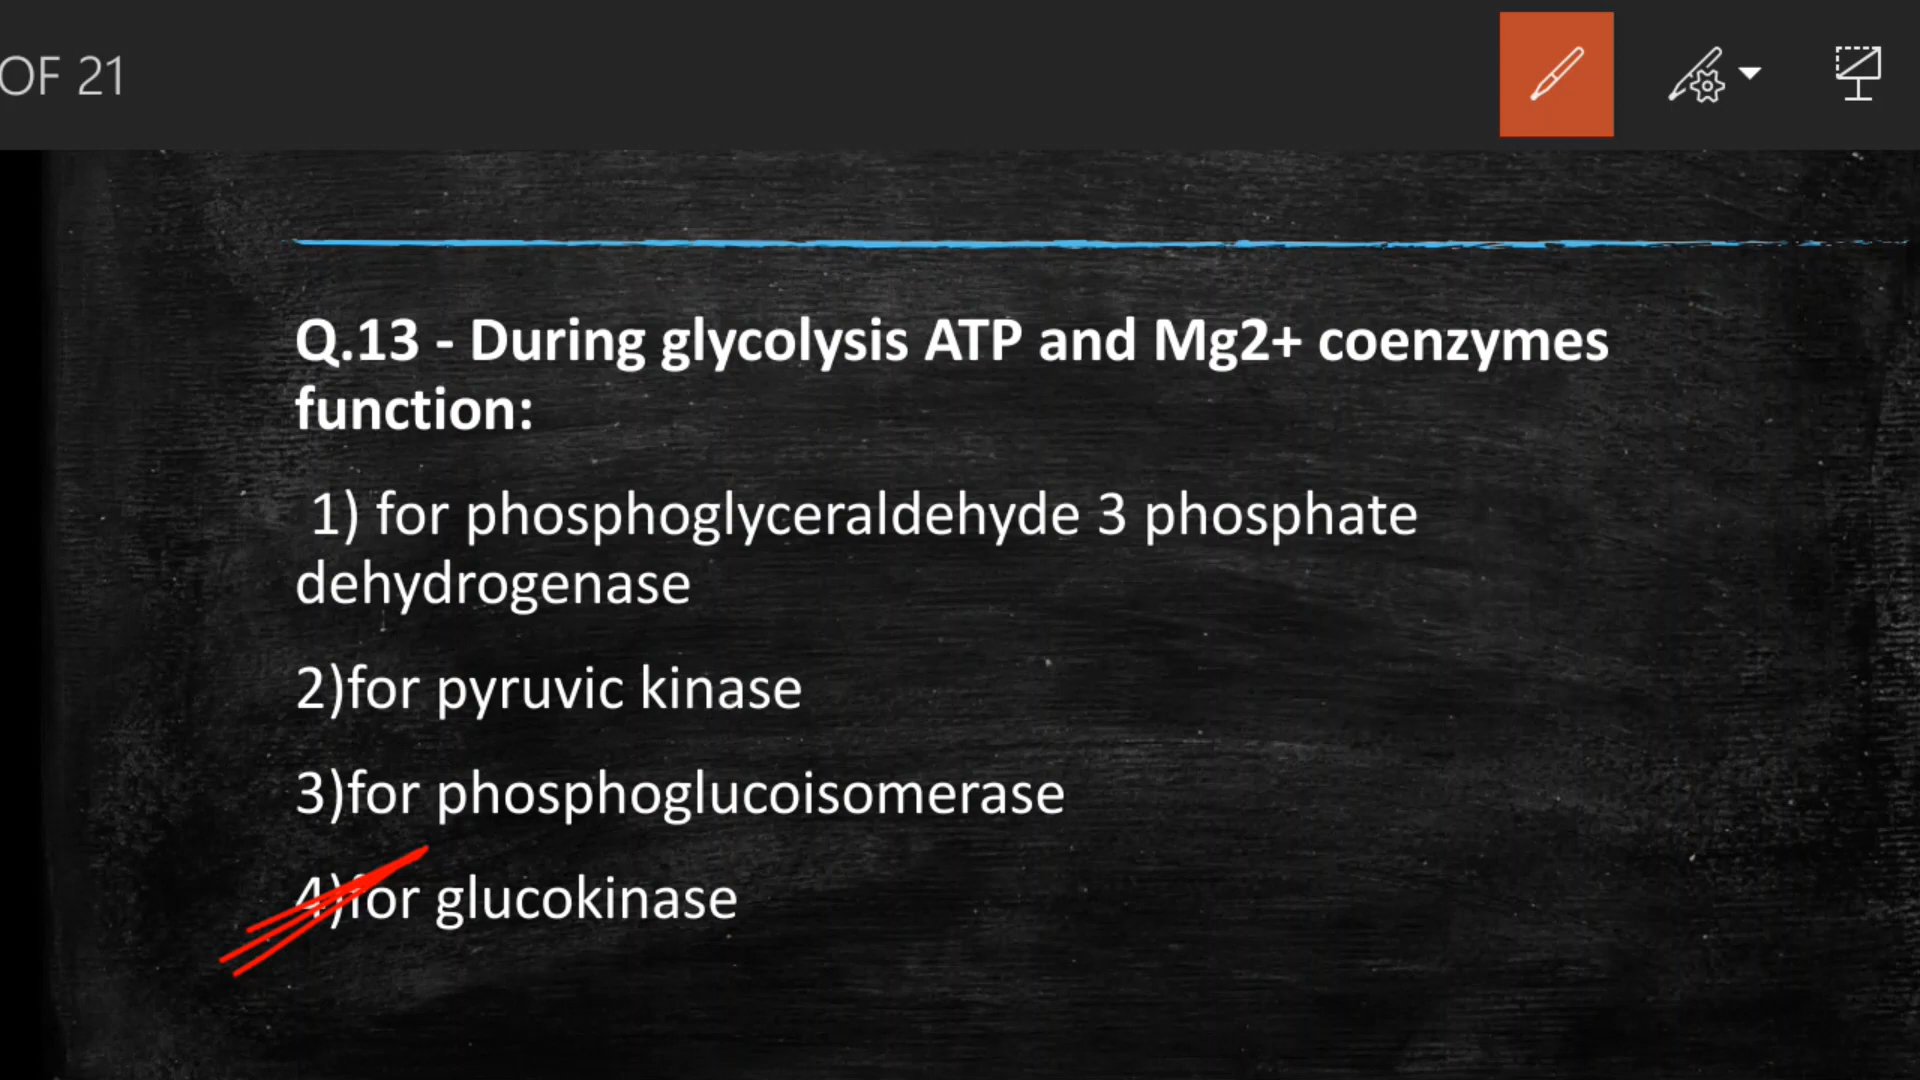 OF 21
Q.13 - During glycolysis ATP and Mg2+ coenzymes
function:
1) for phosphoglyceraldehyde 3 phosphate
dehydrogenase
2)for pyruvic kinase
3)for phosphoglucoisomerase
4)for glucokinase